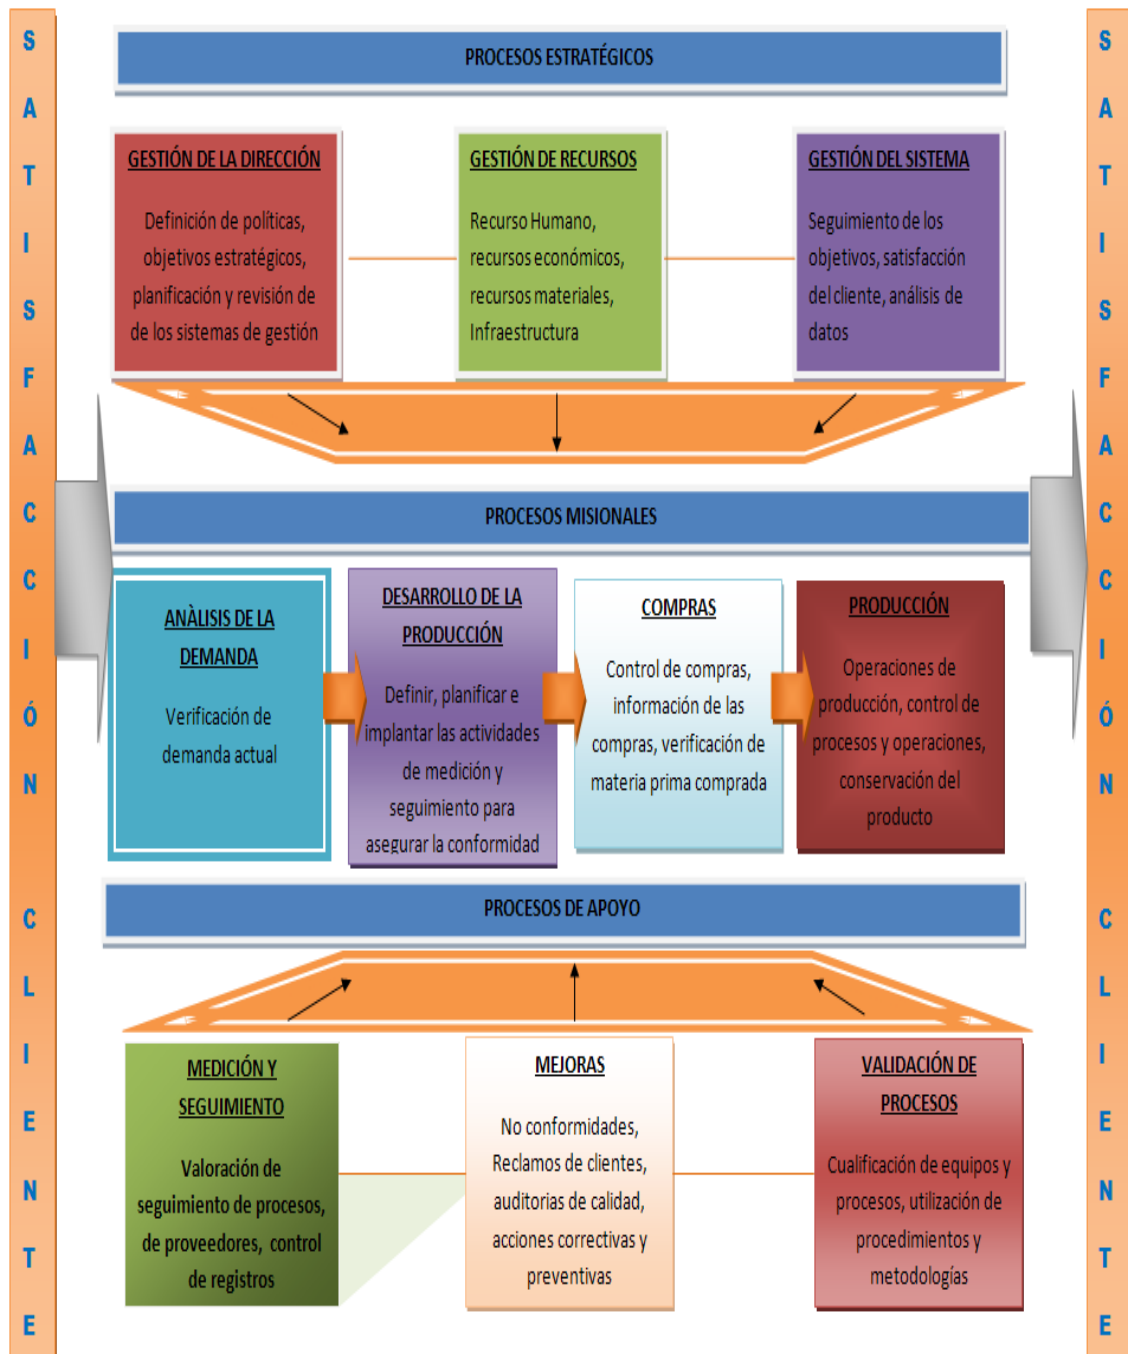 SATISFACCIÓN CLIENTE
PROCESOS ESTRATÉGICOS
GESTIÓN DE LA DIRECCIÓN
Definición de políticas,
objetivos estratégicos,
planificación y revisión de
de los sistemas de gestión
GESTIÓN DE RECURSOS
Recurso Humano,
recursos económicos,
recursos materiales,
Infraestructura
GESTIÓN DEL SISTEMA
Seguimiento de los
objetivos, satisfacción
del cliente, análisis de
datos
PROCESOS MISIONALES
ANÀLISIS DE LA
DEMANDA
Verificación de
demanda actual
DESARROLLO DE LA
PRODUCCIÓN
Definir, planificar e
implantar las actividades
de medición y
seguimiento para
asegurar la conformidad
COMPRAS
Control de compras,
información de las
compras, verificación de
materia prima comprada
PRODUCCIÓN
Operaciones de
producción, control de
procesos y operaciones,
conservación del
producto
PROCESOS DE APOYO
MEDICIÓN Y
SEGUIMIENTO
Valoración de
seguimiento de procesos,
de proveedores, control
de registros
MEJORAS
No conformidades,
Reclamos de clientes,
auditorias de calidad,
acciones correctivas y
preventivas
VALIDACIÓN DE
PROCESOS
Cualificación de equipos y
procesos, utilización de
procedimientos y
metodologías
SATISFACCIÓN CLIENTE